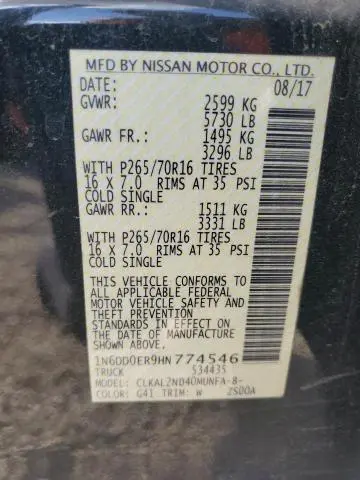 MFD BY NISSAN MOTOR CO., LTD.
DATE: 08/17
GVWR: 2599 KG
5730 LB
GAWR FR.: 1495 KG
3296 LB
WITH P265/70R16 TIRES
16 X 7.0 RIMS AT 35 PSI
COLD SINGLE
GAWR RR.: 1511 KG
3331 LB
WITH P265/70R16 TIRES
16 X 7.0 RIMS AT 35 PSI
COLD SINGLE
THIS VEHICLE CONFORMS TO
ALL APPLICABLE FEDERAL
MOTOR VEHICLE SAFETY AND
THEFT PREVENTION
STANDARDS IN EFFECT ON
THE DATE OF MANUFACTURE
SHOWN ABOVE.
1N6DD0ER9HN774546
TRUCK 534435
MODEL: CLKAL2ND40MUNFA-8-
COLOR: G41 TRIM: W 2500A